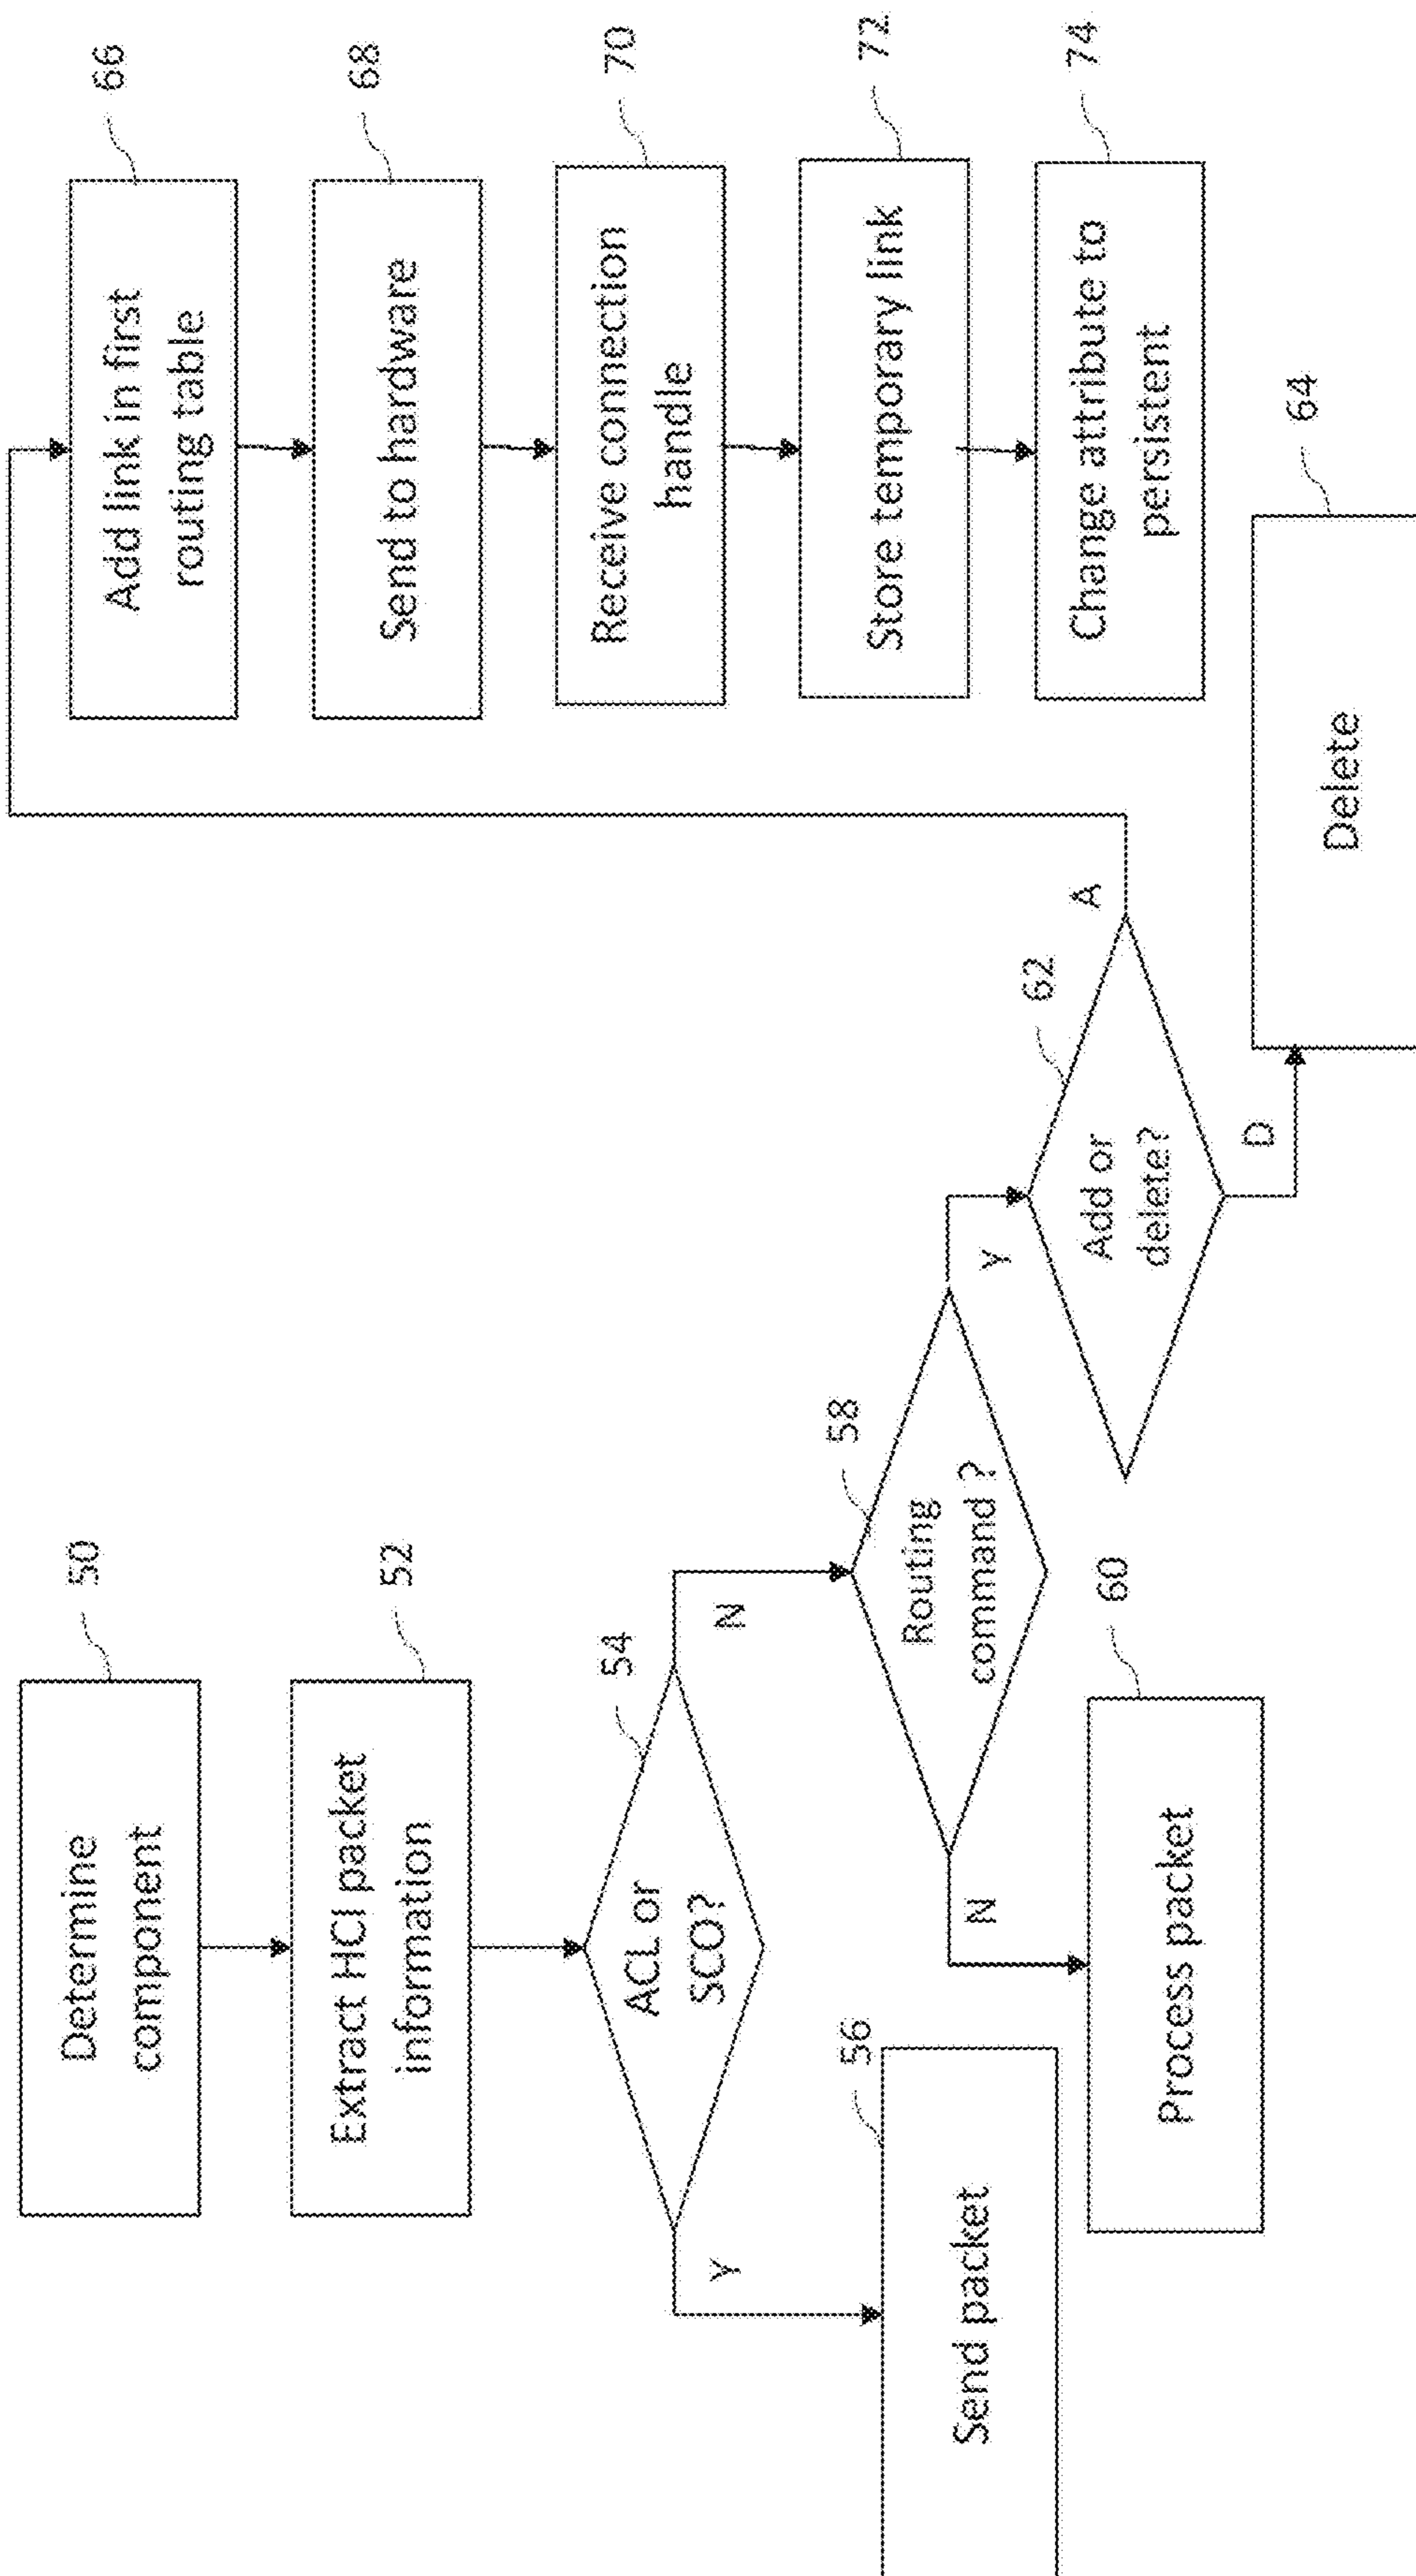 50
Determine
component
52
Extract HCI packet
information
54
ACL or
SCO?
Y
N
56
Send packet
58
Routing
command ?
N
Y
60
Process packet
62
Add or
delete?
D
A
64
Delete
66
Add link in first
routing table
68
Send to hardware
70
Receive connection
handle
72
Store temporary link
74
Change attribute to
persistent